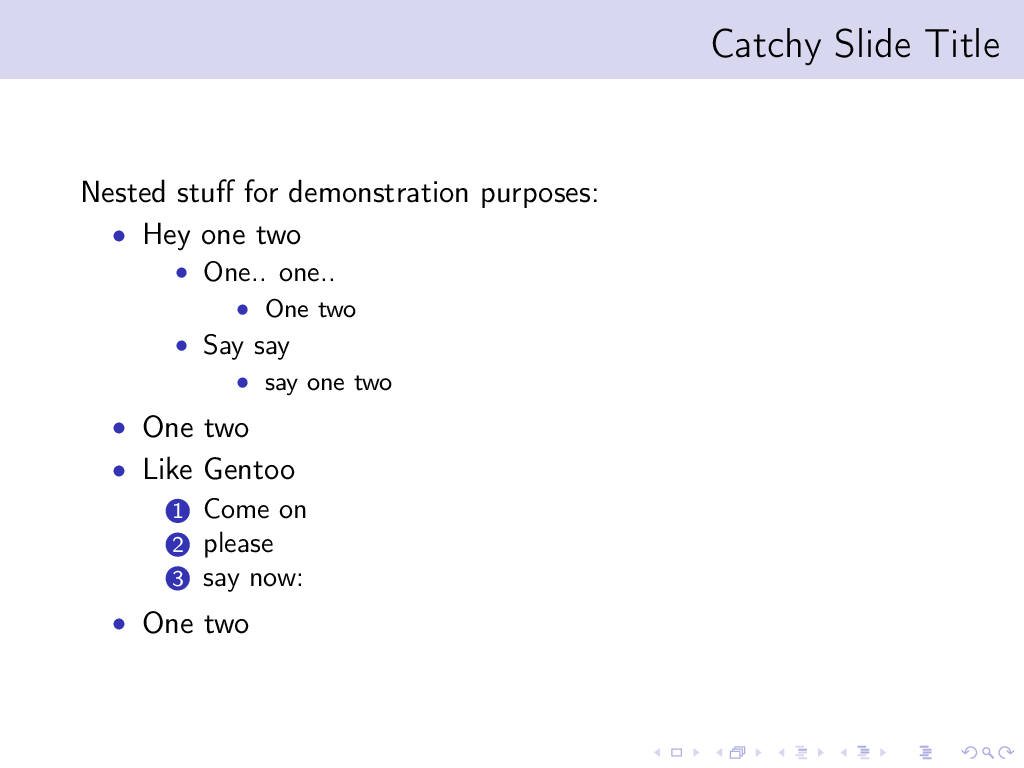 Catchy Slide Title
Nested stuff for demonstration purposes:
• Hey one two
• One.. one..
• One two
• Say say
• say one two
• One two
• Like Gentoo
1 Come on
2 please
3 say now:
• One two